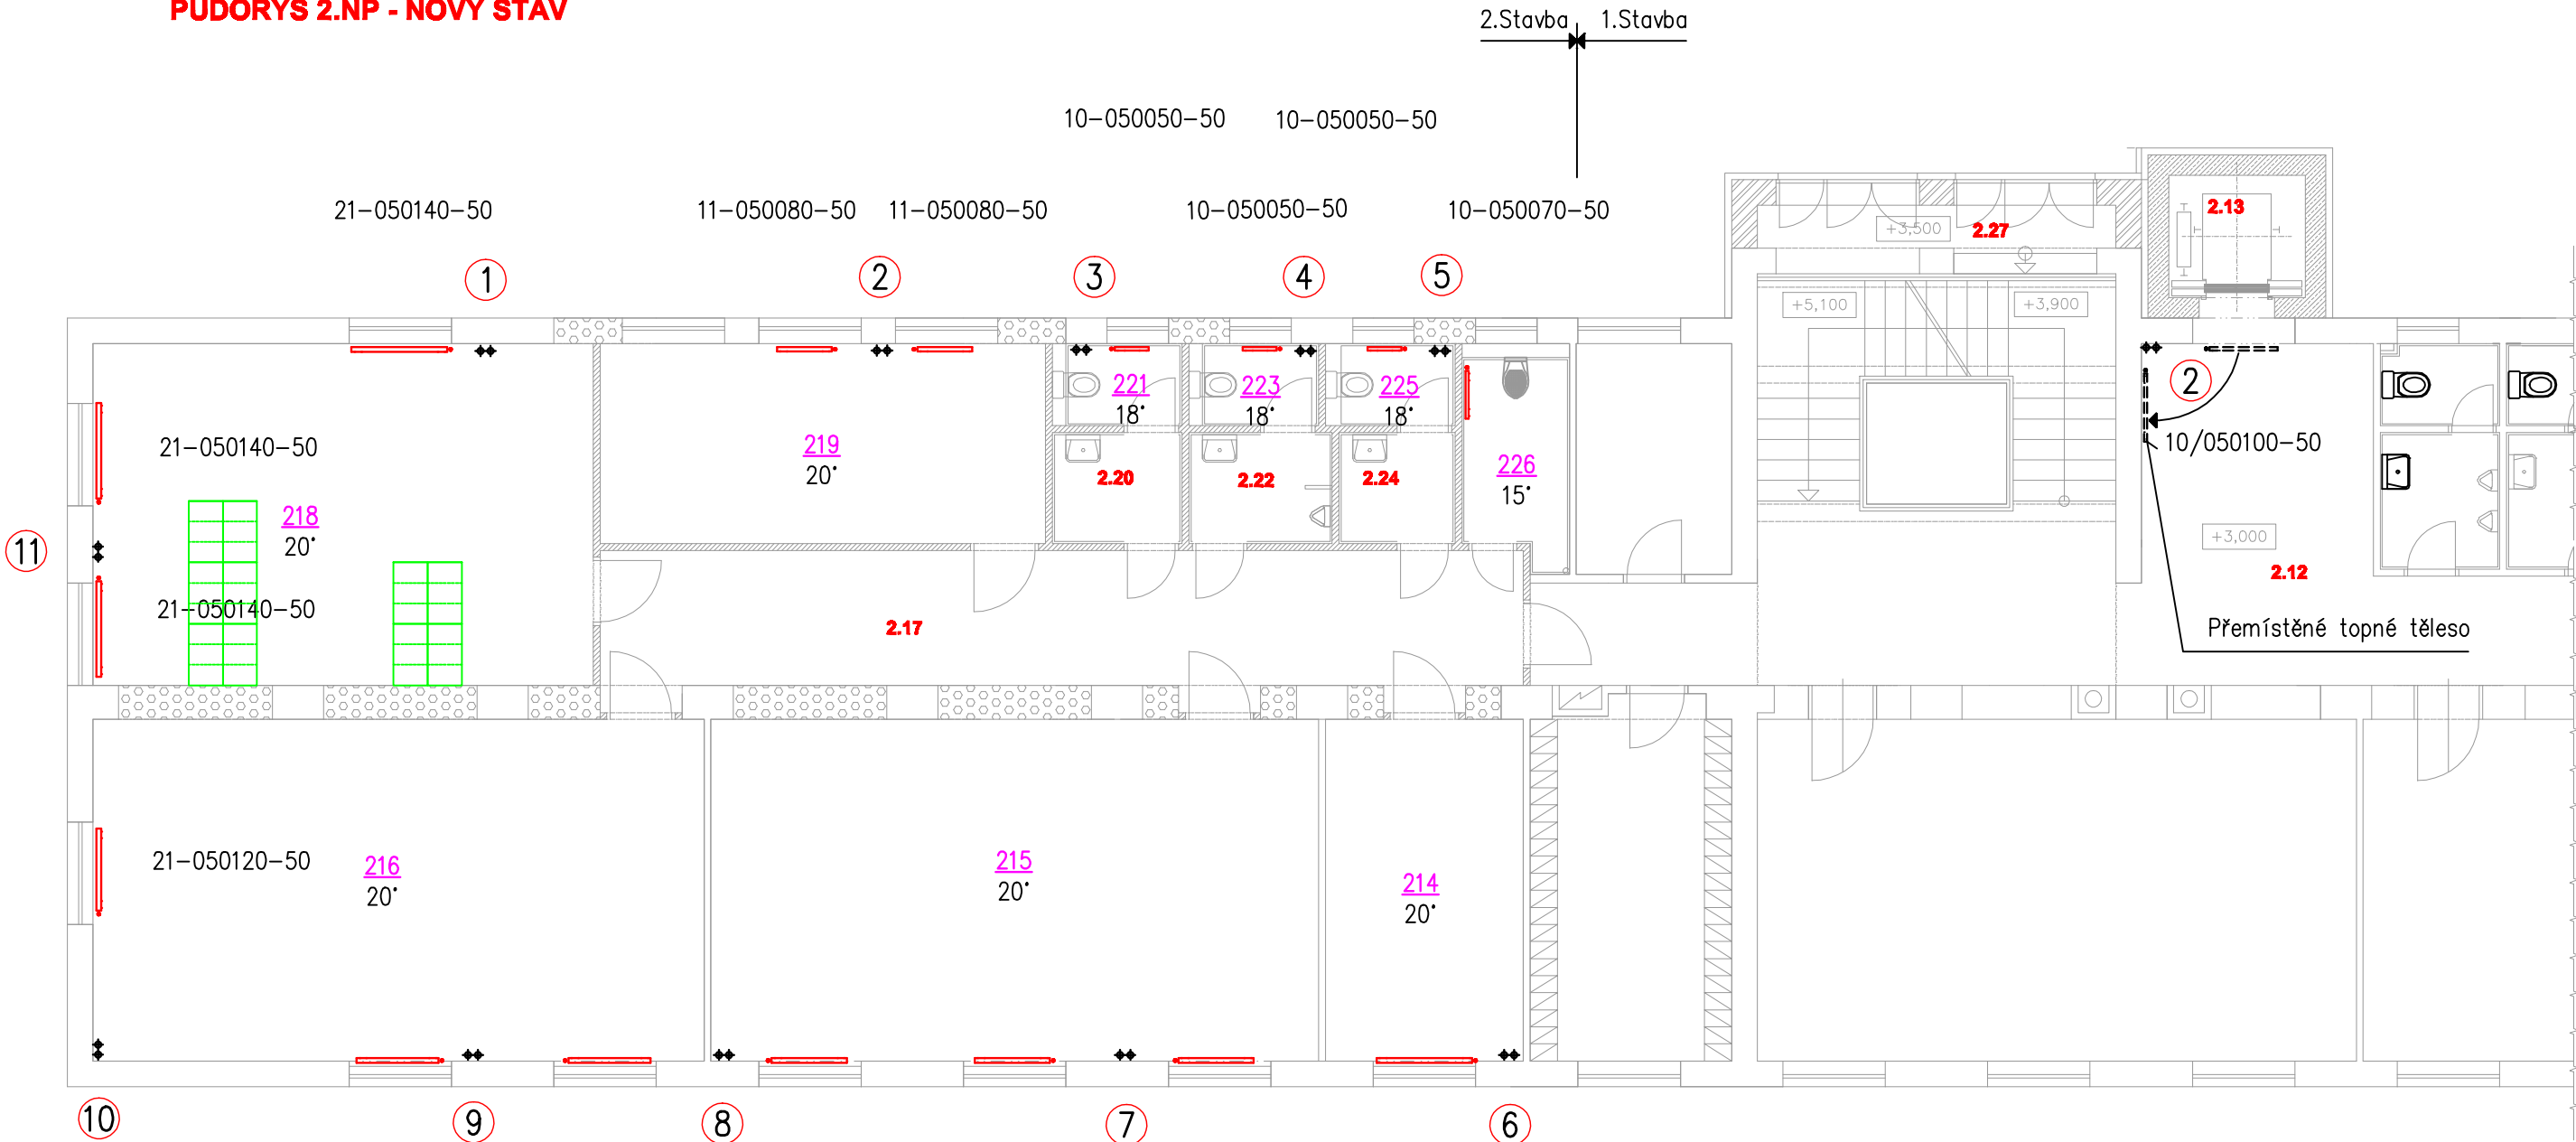 PŮDORYS 2.NP - NOVÝ STAV
2.Stavba 1.Stavba
10-050050-50 10-050050-50
21-050140-50 11-050080-50 11-050080-50 10-050050-50 10-050070-50
2.13
+3,500 2.27
1 2 3 4 5
+5,100 +3,900
221 223 225 2
18° 18° 18°
21-050140-50 219 10/050100-50
20° 226 2.20 2.22 2.24
15°
218
20°
+3,000
11
2.12
21-050140-50
2.17 Přemístěné topné těleso
21-050120-50 216 215
20° 20°
214
20°
10 9 8 7 6